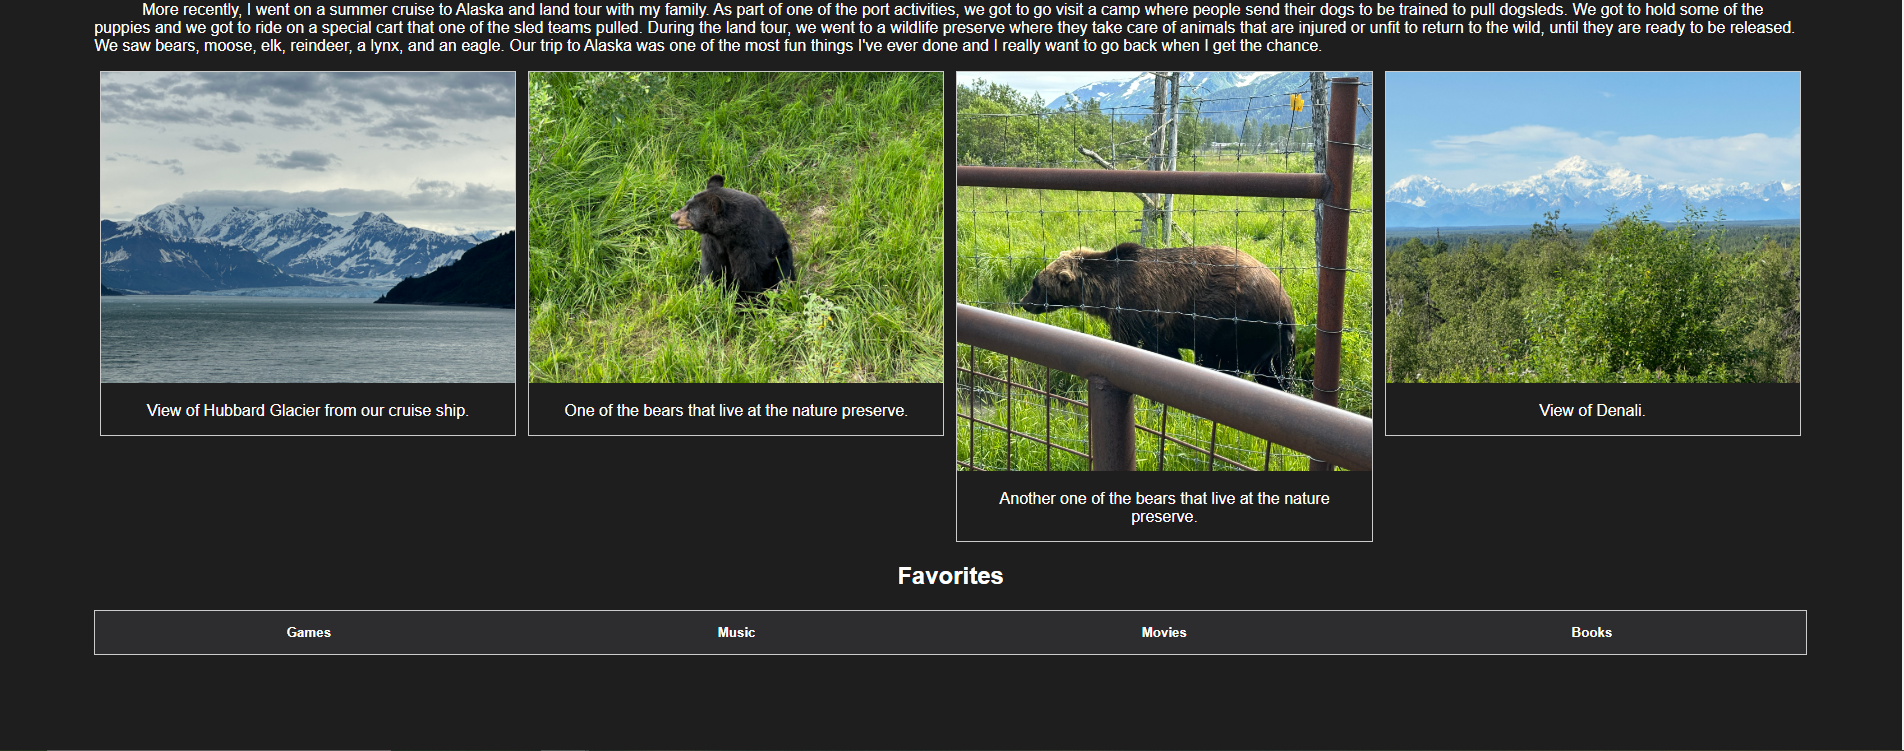 More recently, I went on a summer cruise to Alaska and land tour with my family. As part of one of the port activities, we got to go visit a camp where people send their dogs to be trained to pull dogsleds. We got to hold some of the
puppies and we got to ride on a special cart that one of the sled teams pulled. During the land tour, we went to a wildlife preserve where they take care of animals that are injured or unfit to return to the wild, until they are ready to be released.
We saw bears, moose, elk, reindeer, a lynx, and an eagle. Our trip to Alaska was one of the most fun things I've ever done and I really want to go back when I get the chance.
View of Hubbard Glacier from our cruise ship.
One of the bears that live at the nature preserve.
Another one of the bears that live at the nature
preserve.
View of Denali.
Favorites
Games
Music
Movies
Books